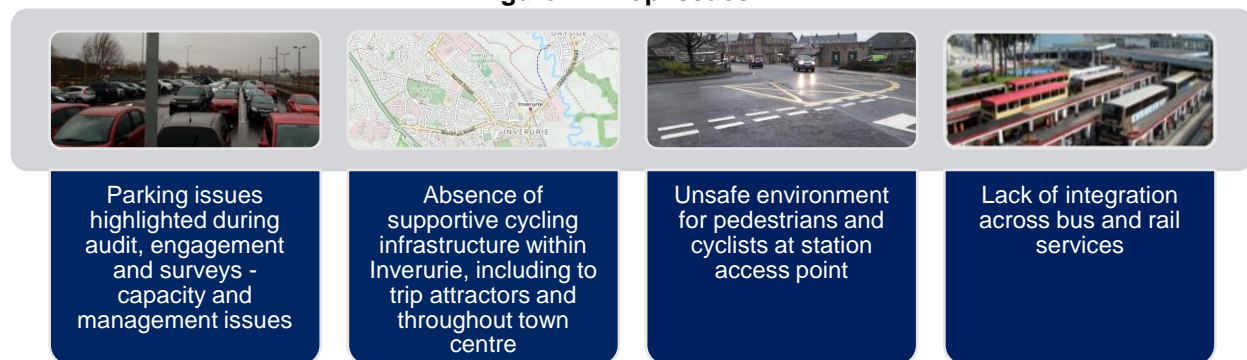 Parking issues
highlighted during
audit, engagement
and surveys -
capacity and
management issues
Absence of
supportive cycling
infrastructure within
Inverurie, including to
trip attractors and
throughout town
centre
Unsafe environment
for pedestrians and
cyclists at station
access point
Lack of integration
across bus and rail
services
Inverurie
INVERURIE